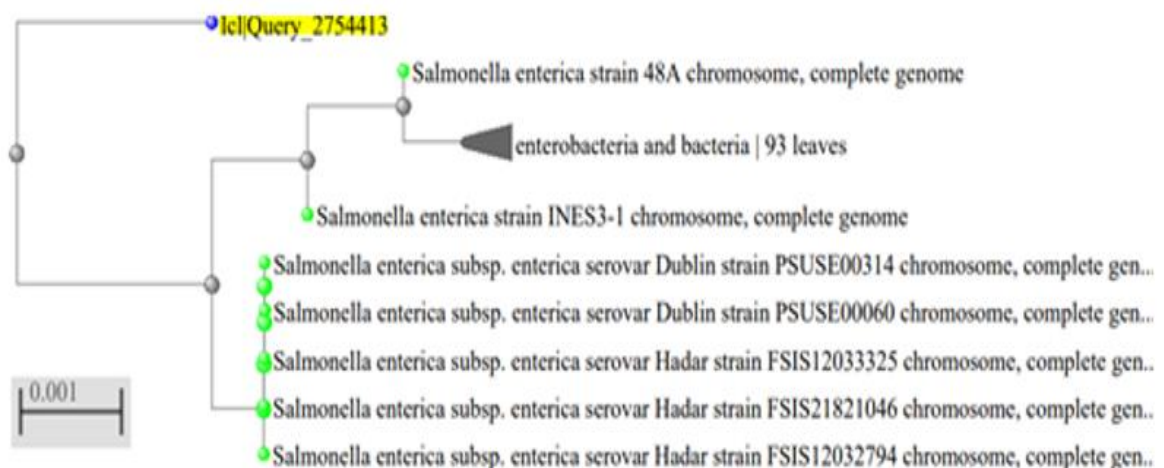 lcl|Query_2754413
Salmonella enterica strain 48A chromosome, complete genome
enterobacteria and bacteria | 93 leaves
Salmonella enterica strain INES3-1 chromosome, complete genome
Salmonella enterica subsp. enterica serovar Dublin strain PSUSE00314 chromosome, complete gen...
Salmonella enterica subsp. enterica serovar Dublin strain PSUSE00060 chromosome, complete gen...
Salmonella enterica subsp. enterica serovar Hadar strain FSIS12033325 chromosome, complete gen..
0.001
Salmonella enterica subsp. enterica serovar Hadar strain FSIS21821046 chromosome, complete gen..
Salmonella enterica subsp. enterica serovar Hadar strain FSIS12032794 chromosome, complete gen..